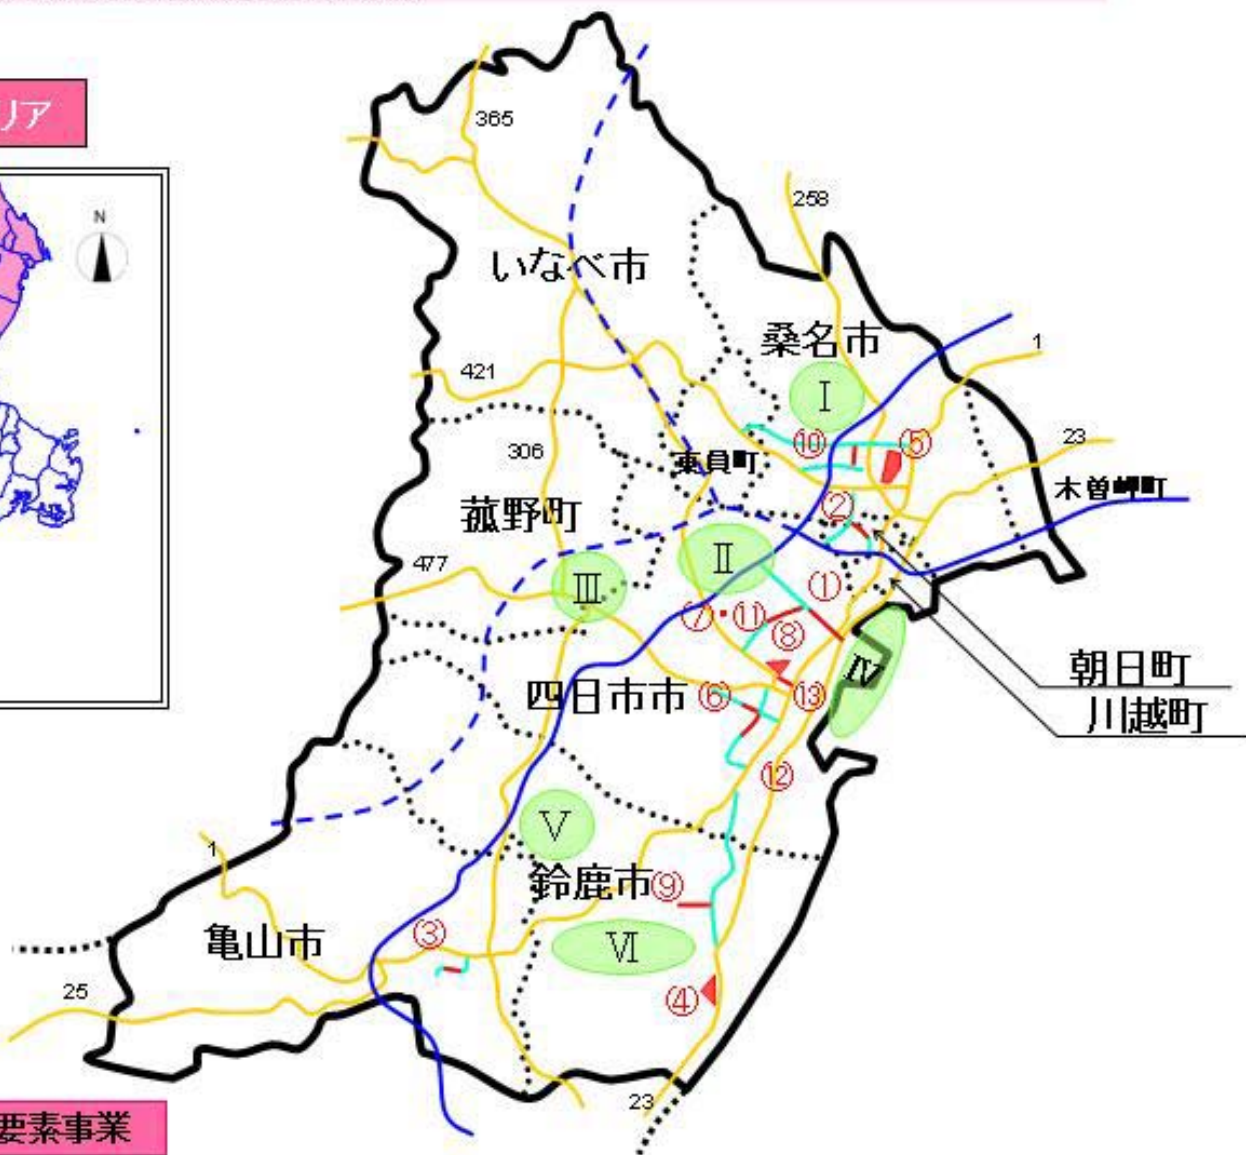 リア
N
365
258
いなべ市
桑名市
1
421
Ⅰ
⑩
⑤
23
306
東員町
木曽岬町
②
菰野町
Ⅱ
477
Ⅲ
①
⑦・⑪
⑧
Ⅳ
朝日町
四日市市
⑥
⑬
川越町
⑫
Ⅴ
1
鈴鹿市
⑨
亀山市
③
Ⅵ
25
④
23
要素事業